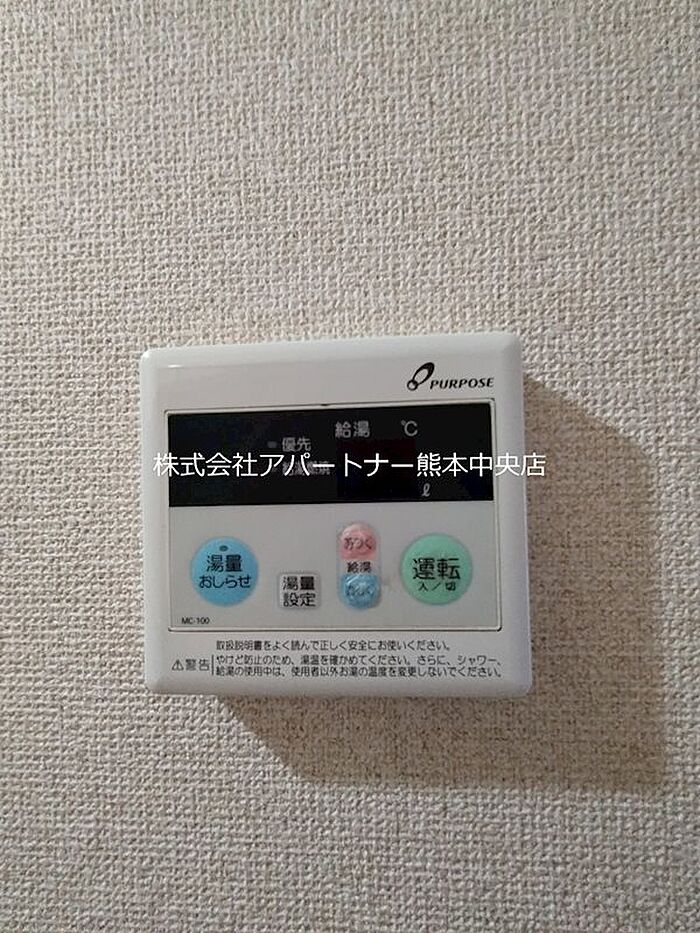 PURPOSE
給湯 ℃
優先
給湯燃焼
株式会社アパートナー熊本中央店
ℓ
湯量
おしらせ
湯量
設定
あつく
給湯
ぬるく
運転
入／切
MC-100
取扱説明書をよく読んで正しく安全にお使いください。
⚠警告 やけど防止のため、湯温を確かめてください。さらに、シャワー、
給湯の使用中は、使用者以外お湯の温度を変更しないでください。